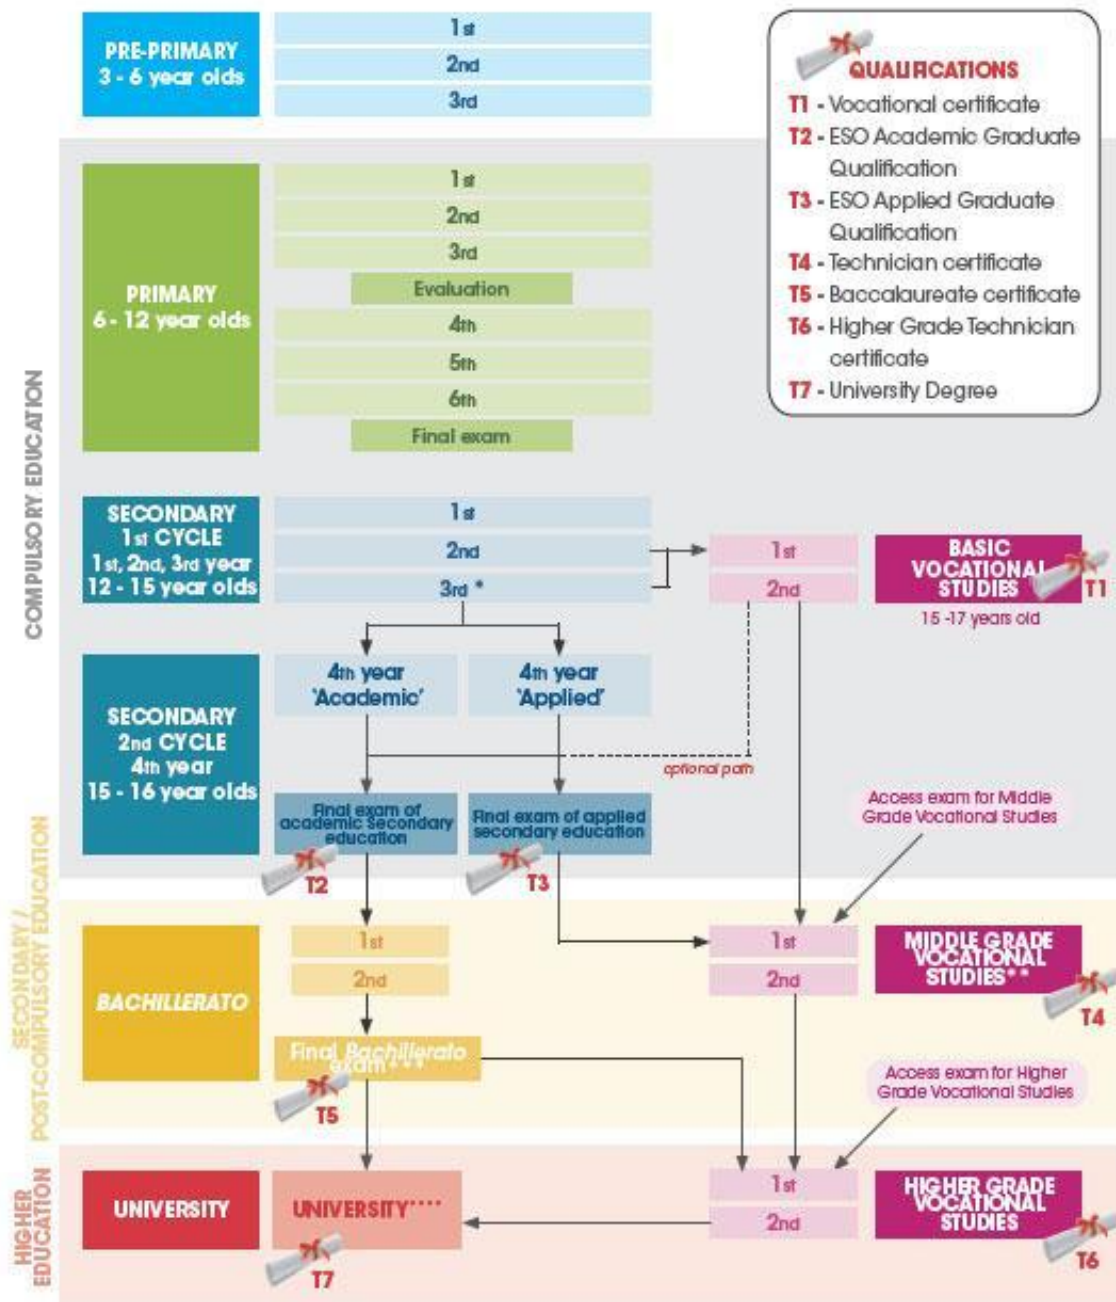 PRE-PRIMARY
3 - 6 year olds
1st
2nd
3rd
QUALIFICATIONS
T1 - Vocational certificate
T2 - ESO Academic Graduate
Qualification
T3 - ESO Applied Graduate
Qualification
T4 - Technician certificate
T5 - Baccalaureate certificate
T6 - Higher Grade Technician
certificate
T7 - University Degree
COMPULSORY EDUCATION
PRIMARY
6 - 12 year olds
1st
2nd
3rd
Evaluation
4th
5th
6th
Final exam
SECONDARY
1st CYCLE
1st, 2nd, 3rd year
12 - 15 year olds
1st
2nd
3rd *
1st
2nd
BASIC
VOCATIONAL
STUDIES
T1
15 -17 years old
SECONDARY
2nd CYCLE
4th year
15 - 16 year olds
4th year
'Academic'
4th year
'Applied'
optional path
Final exam of
academic Secondary
education
T2
Final exam of applied
secondary education
T3
Access exam for Middle
Grade Vocational Studies
SECONDARY /
POST-COMPULSORY EDUCATION
BACHILLERATO
1st
2nd
Final Bachillerato
exam***
T5
1st
2nd
MIDDLE GRADE
VOCATIONAL
STUDIES**
T4
Access exam for Higher
Grade Vocational Studies
HIGHER
EDUCATION
UNIVERSITY
UNIVERSITY****
T7
1st
2nd
HIGHER GRADE
VOCATIONAL
STUDIES
T6